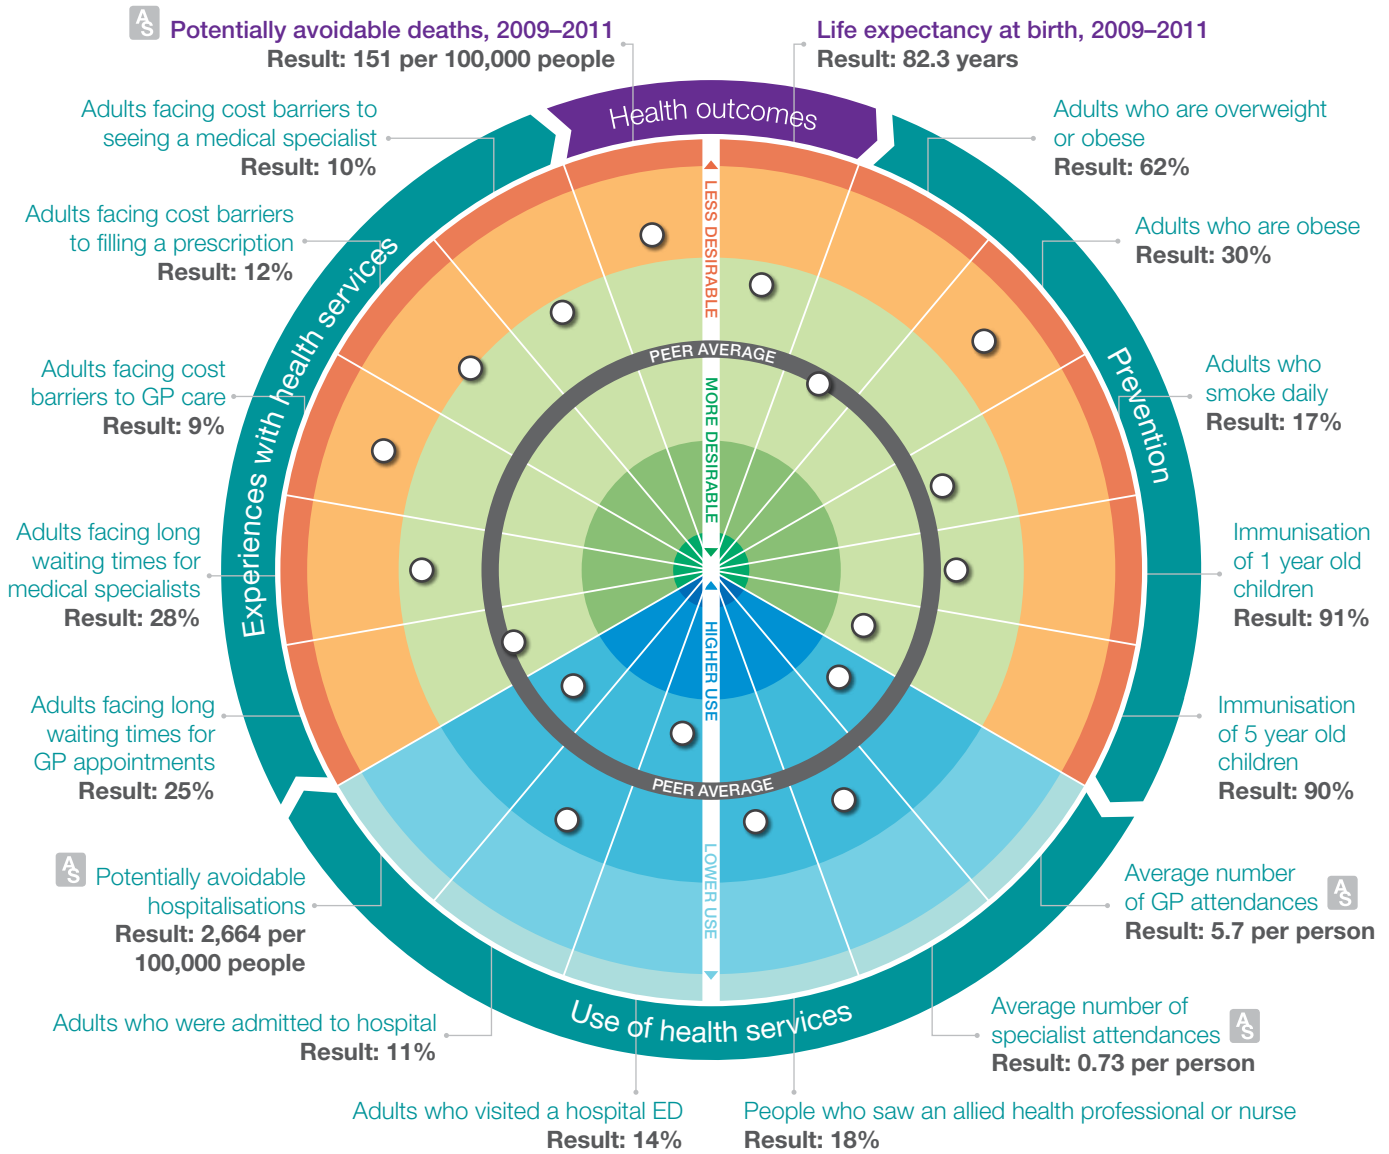 AS Potentially avoidable deaths, 2009–2011
Result: 151 per 100,000 people
Life expectancy at birth, 2009–2011
Result: 82.3 years
Health outcomes
Adults facing cost barriers to
seeing a medical specialist
Result: 10%
Adults who are overweight
or obese
Result: 62%
Adults facing cost barriers
to filling a prescription
Result: 12%
Adults who are obese
Result: 30%
Adults facing cost
barriers to GP care
Result: 9%
Adults who
smoke daily
Result: 17%
Experiences with health services
Prevention
LESS DESIRABLE
PEER AVERAGE
MORE DESIRABLE
HIGHER USE
PEER AVERAGE
LOWER USE
Adults facing long
waiting times for
medical specialists
Result: 28%
Immunisation
of 1 year old
children
Result: 91%
Adults facing long
waiting times for
GP appointments
Result: 25%
Immunisation
of 5 year old
children
Result: 90%
AS Potentially avoidable
hospitalisations
Result: 2,664 per
100,000 people
Average number
of GP attendances AS
Result: 5.7 per person
Use of health services
Adults who were admitted to hospital
Result: 11%
Average number of
specialist attendances AS
Result: 0.73 per person
Adults who visited a hospital ED
Result: 14%
People who saw an allied health professional or nurse
Result: 18%